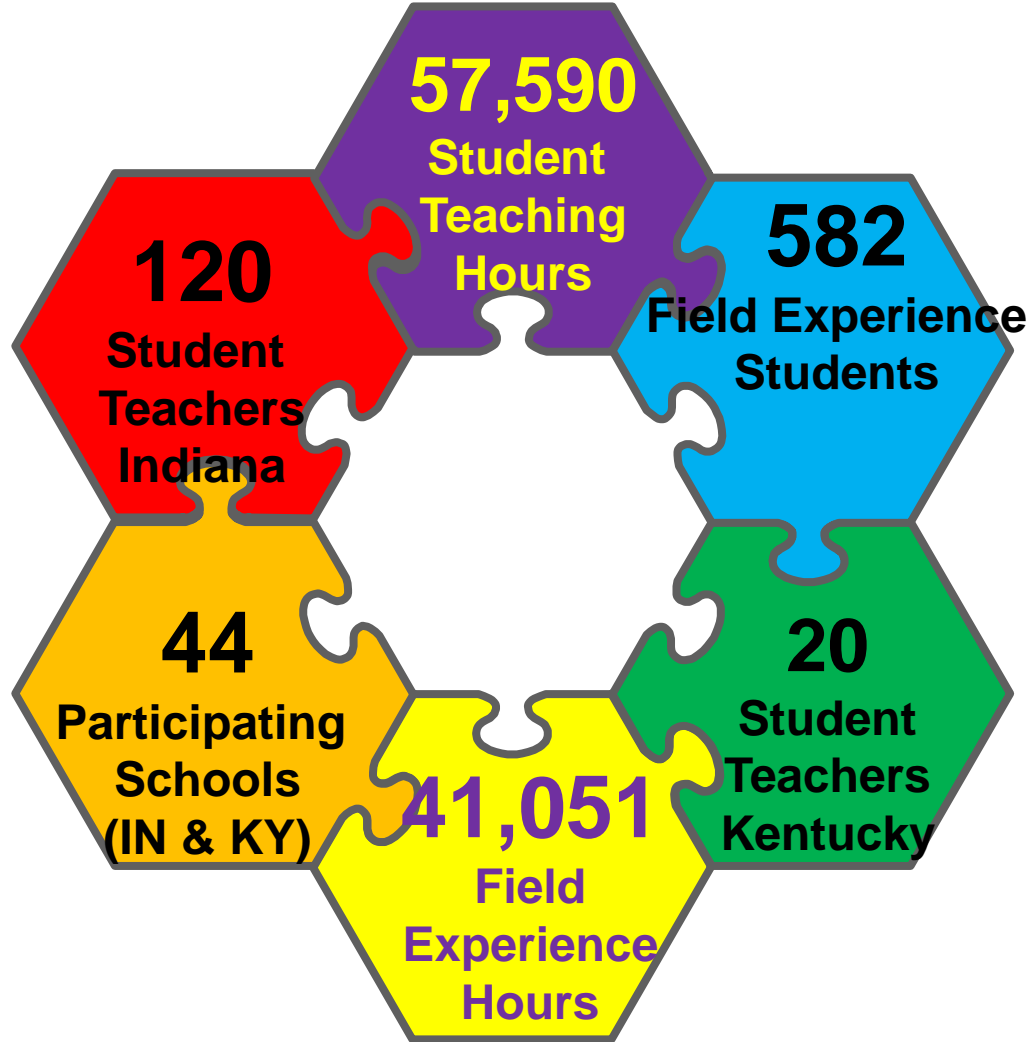 57,590
Student
Teaching
Hours
582
Field Experience
Students
120
Student
Teachers
Indiana
44
Participating
Schools
(IN & KY)
20
Student
Teachers
Kentucky
41,051
Field
Experience
Hours